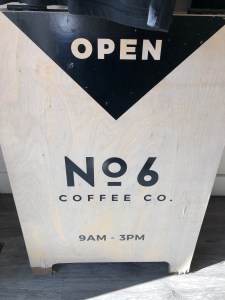 OPEN
Nº6
COFFEE CO.
9AM - 3PM